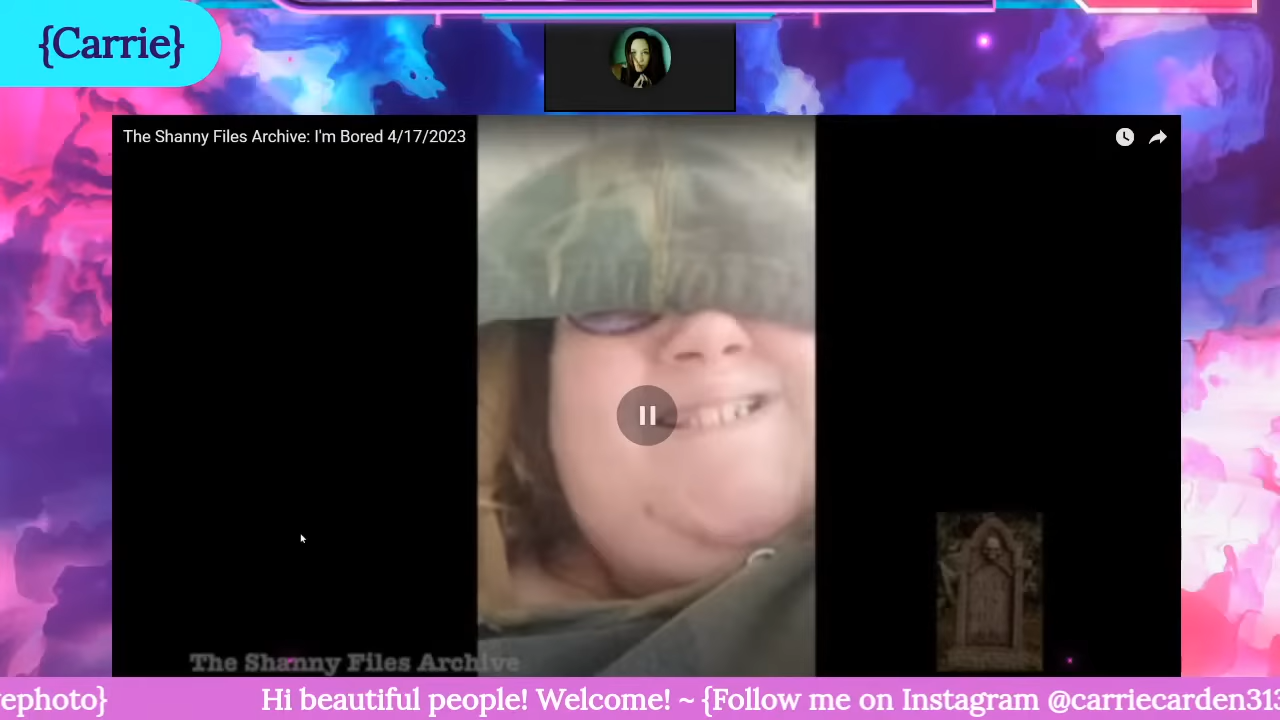 {Carrie}
The Shanny Files Archive: I'm Bored 4/17/2023
The Shanny Files Archive
ephoto} Hi beautiful people! Welcome! ~ {Follow me on Instagram @carriecarden313